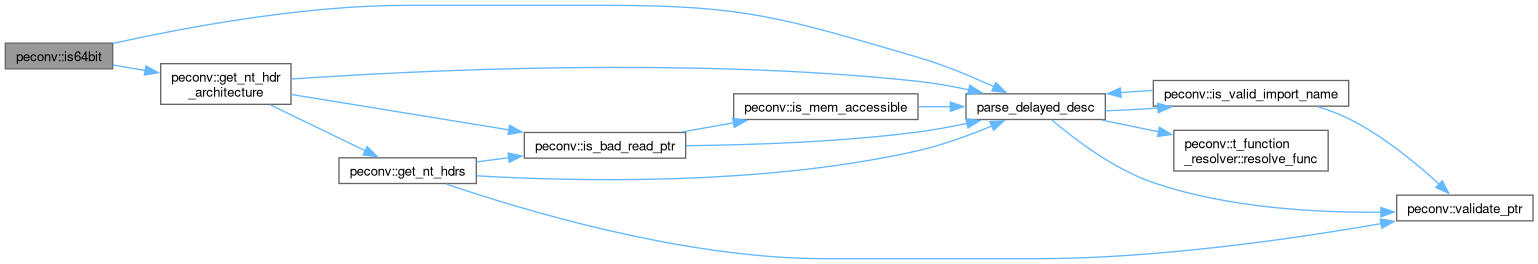 peconv::is64bit
peconv::get_nt_hdr
_architecture
peconv::get_nt_hdrs
peconv::is_bad_read_ptr
peconv::is_mem_accessible
parse_delayed_desc
peconv::is_valid_import_name
peconv::t_function
_resolver::resolve_func
peconv::validate_ptr